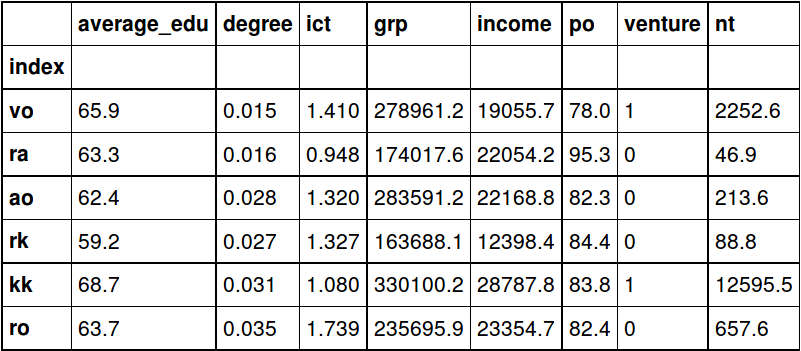 average_edu degree ict grp income po venture nt
index
vo 65.9 0.015 1.410 278961.2 19055.7 78.0 1 2252.6
ra 63.3 0.016 0.948 174017.6 22054.2 95.3 0 46.9
ao 62.4 0.028 1.320 283591.2 22168.8 82.3 0 213.6
rk 59.2 0.027 1.327 163688.1 12398.4 84.4 0 88.8
kk 68.7 0.031 1.080 330100.2 28787.8 83.8 1 12595.5
ro 63.7 0.035 1.739 235695.9 23354.7 82.4 0 657.6